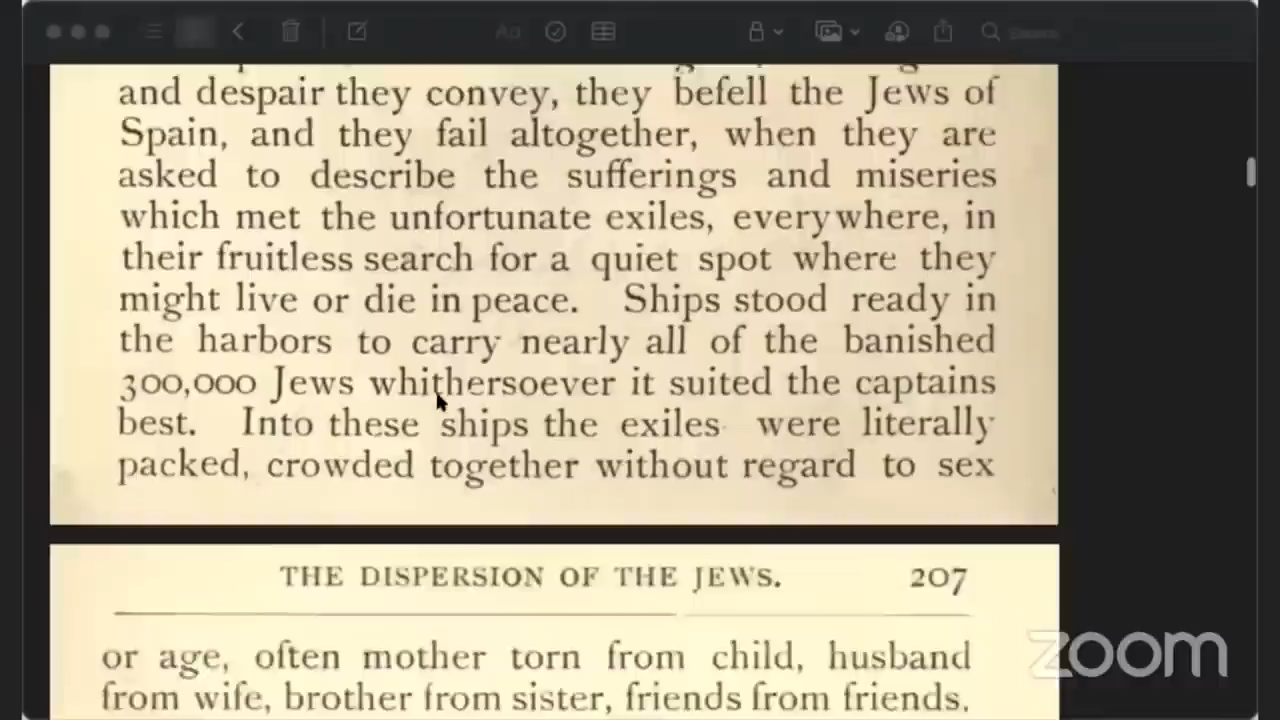 Aa
and despair they convey, they befell the Jews of
Spain, and they fail altogether, when they are
asked to describe the sufferings and miseries
which met the unfortunate exiles, everywhere, in
their fruitless search for a quiet spot where they
might live or die in peace. Ships stood ready in
the harbors to carry nearly all of the banished
300,000 Jews whithersoever it suited the captains
best. Into these ships the exiles were literally
packed, crowded together without regard to sex
THE DISPERSION OF THE JEWS. 207
or age, often mother torn from child, husband
from wife, brother from sister, friends from friends.
zoom